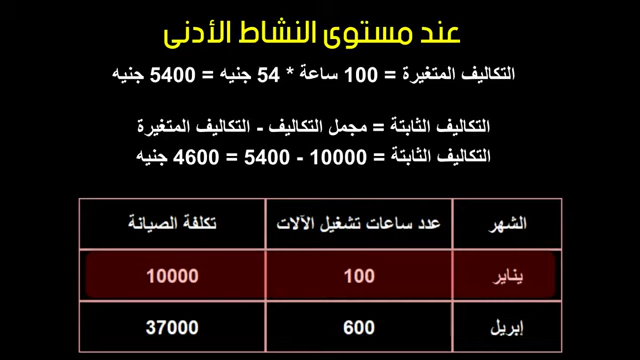 عند مستوى النشاط الأدنى
التكاليف المتغيرة = 100 ساعة * 54 جنيه = 5400 جنيه
التكاليف الثابتة = مجمل التكاليف - التكاليف المتغيرة
التكاليف الثابتة = 10000 - 5400 = 4600 جنيه
الشهر عدد ساعات تشغيل الآلات تكلفة الصيانة
يناير 100 10000
إبريل 600 37000